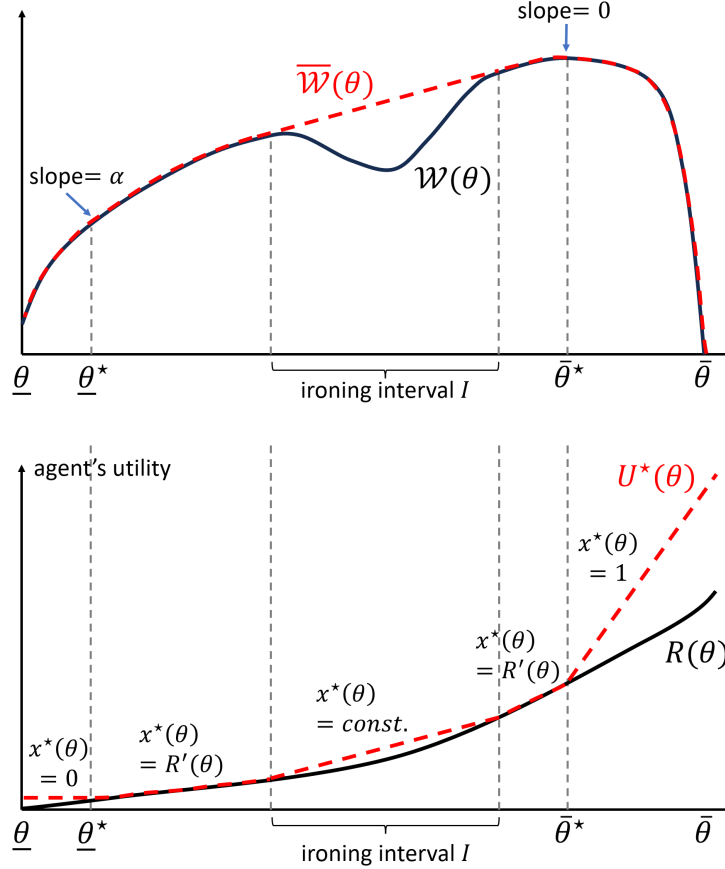 slope= 0
𝒲̅(θ)
slope= α
𝒲(θ)
θ̲
θ̲⋆
θ̅⋆
θ̅
ironing interval I
agent's utility
U⋆(θ)
x⋆(θ)
= 1
R(θ)
x⋆(θ)
= R′(θ)
x⋆(θ)
= const.
x⋆(θ)
= R′(θ)
x⋆(θ)
= 0
θ̲
θ̲⋆
θ̅⋆
θ̅
ironing interval I